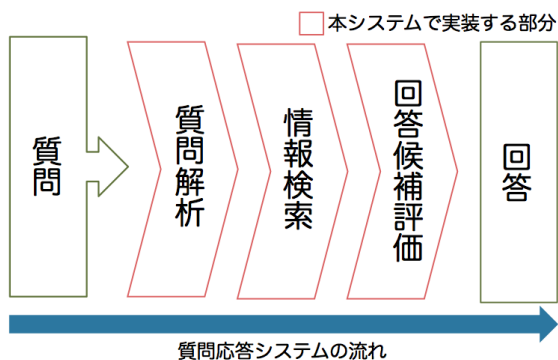 本システムで実装する部分
質問
質問解析
情報検索
回答候補評価
回答
質問応答システムの流れ